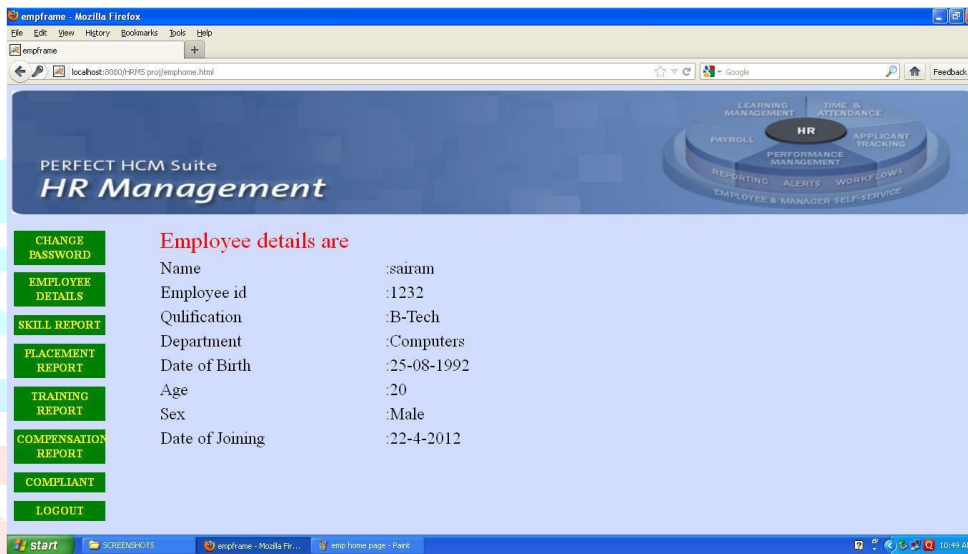 empframe - Mozilla Firefox
File Edit View History Bookmarks Tools Help
empframe
localhost:8080/HRMS proj/emphome.html
Google
Feedback
PERFECT HCM Suite
HR Management
LEARNING MANAGEMENT
TIME & ATTENDANCE
PAYROLL
HR
APPLICANT TRACKING
PERFORMANCE MANAGEMENT
REPORTING ALERTS WORKFLOWS
EMPLOYEE & MANAGER SELF-SERVICE
CHANGE
PASSWORD
EMPLOYEE
DETAILS
SKILL REPORT
PLACEMENT
REPORT
TRAINING
REPORT
COMPENSATION
REPORT
COMPLIANT
LOGOUT
Employee details are
Name :sairam
Employee id :1232
Qulification :B-Tech
Department :Computers
Date of Birth :25-08-1992
Age :20
Sex :Male
Date of Joining :22-4-2012
start
SCREENSHOTS
empframe - Mozilla Fir...
emp home page - Paint
10:49 AM